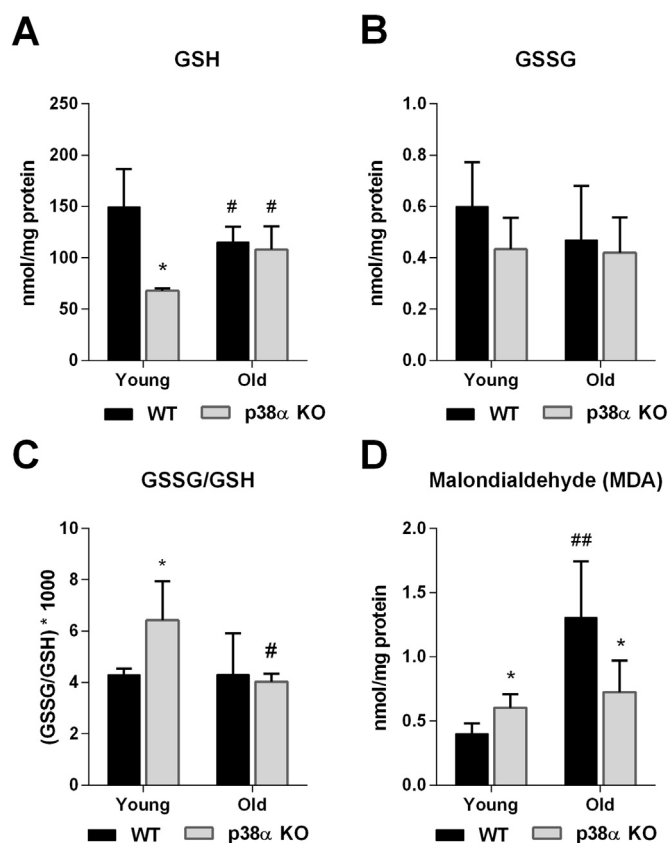 A
GSH
nmol/mg protein
250
200
150
100
50
0
*
#
#
Young
Old
WT
p38α KO
B
GSSG
nmol/mg protein
1.0
0.8
0.6
0.4
0.2
0.0
Young
Old
WT
p38α KO
C
GSSG/GSH
(GSSG/GSH) * 1000
10
8
6
4
2
0
*
#
Young
Old
WT
p38α KO
D
Malondialdehyde (MDA)
nmol/mg protein
2.0
1.5
1.0
0.5
0.0
*
##
*
Young
Old
WT
p38α KO